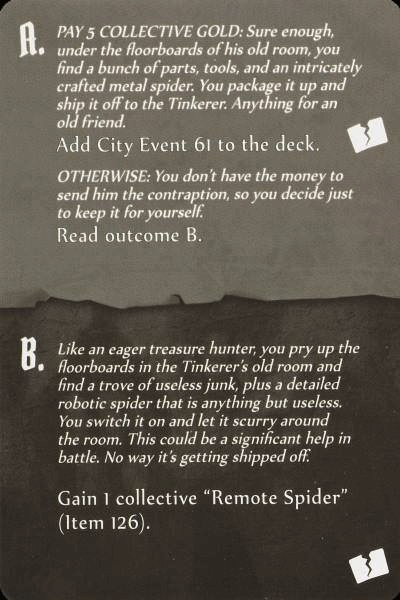 A.
PAY 5 COLLECTIVE GOLD: Sure enough,
under the floorboards of his old room, you
find a bunch of parts, tools, and an intricately
crafted metal spider. You package it up and
ship it off to the Tinkerer. Anything for an
old friend.
Add City Event 61 to the deck.
OTHERWISE: You don't have the money to
send him the contraption, so you decide just
to keep it for yourself.
Read outcome B.
B.
Like an eager treasure hunter, you pry up the
floorboards in the Tinkerer's old room and
find a trove of useless junk, plus a detailed
robotic spider that is anything but useless.
You switch it on and let it scurry around
the room. This could be a significant help in
battle. No way it's getting shipped off.
Gain 1 collective “Remote Spider”
(Item 126).